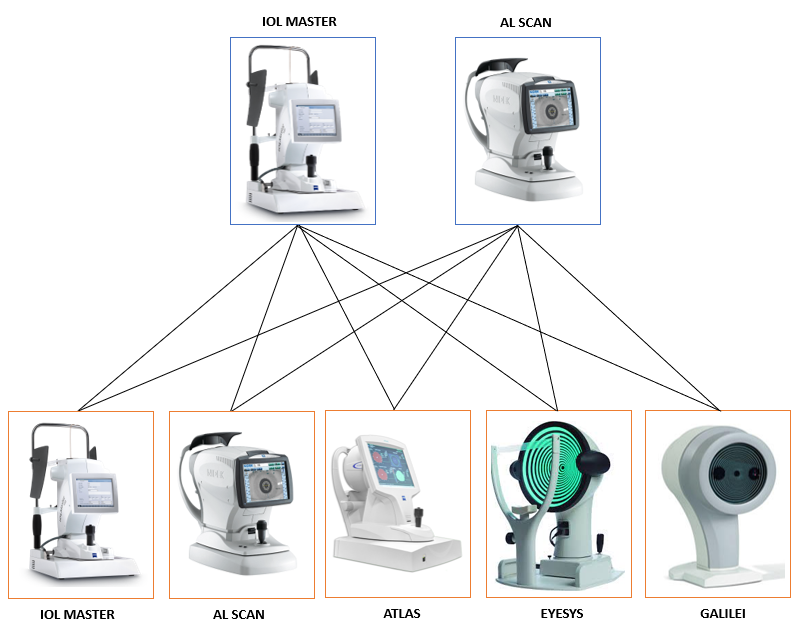 IOL MASTER
AL SCAN
IOL MASTER
AL SCAN
ATLAS
EYESYS
GALILEI